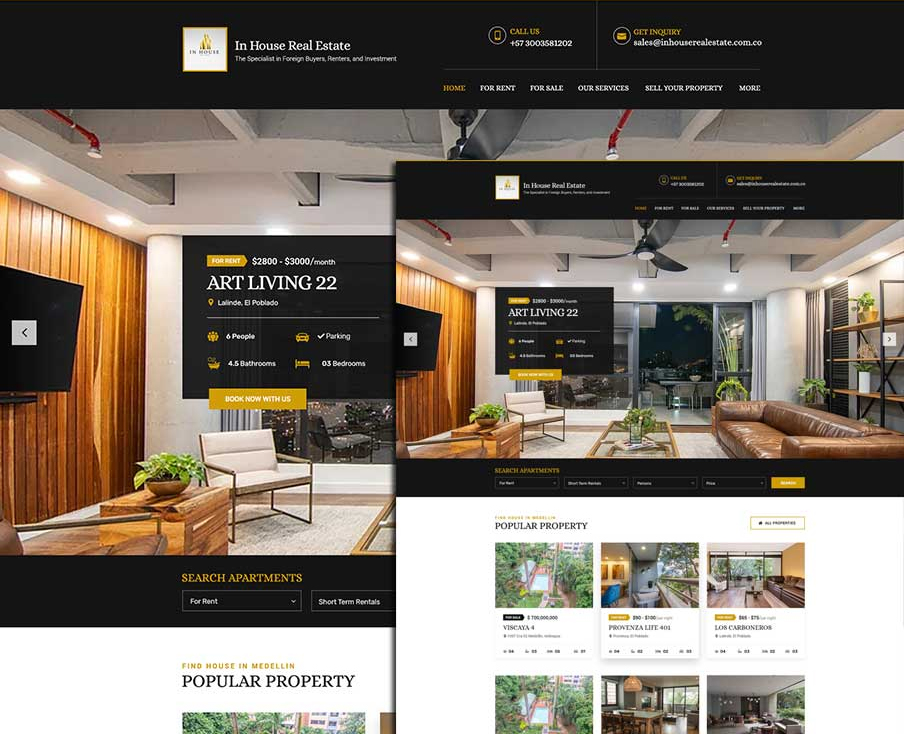 IN HOUSE
In House Real Estate
The Specialist in Foreign Buyers, Renters, and Investment
CALL US
+57 3003581202
GET INQUIRY
sales@inhouserealestate.com.co
HOME FOR RENT FOR SALE OUR SERVICES SELL YOUR PROPERTY MORE
FOR RENT $2800 - $3000/month
ART LIVING 22
Lalinde, El Poblado
6 People Parking
4.5 Bathrooms 03 Bedrooms
BOOK NOW WITH US
SEARCH APARTMENTS
For Rent Short Term Rentals
FIND HOUSE IN MEDELLIN
POPULAR PROPERTY
In House Real Estate
The Specialist in Foreign Buyers, Renters, and Investment
CALL US
+57 3003581202
GET INQUIRY
sales@inhouserealestate.com.co
HOME FOR RENT FOR SALE OUR SERVICES SELL YOUR PROPERTY MORE
FOR RENT $2800 - $3000/month
ART LIVING 22
Lalinde, El Poblado
6 People Parking
4.5 Bathrooms 03 Bedrooms
BOOK NOW WITH US
SEARCH APARTMENTS
For Rent Short Term Rentals Persons Price SEARCH
FIND HOUSE IN MEDELLIN
POPULAR PROPERTY
ALL PROPERTIES
FOR SALE $ 700,000,000
VISCAYA 4
04 03 06 01
FOR RENT $90 - $100/per night
PROVENZA LITE 401
Provenza, El Poblado
04 02 02 03
FOR RENT $65 - $75/per night
LOS CARBONEROS
Lalinde, El Poblado
04 03 02 03